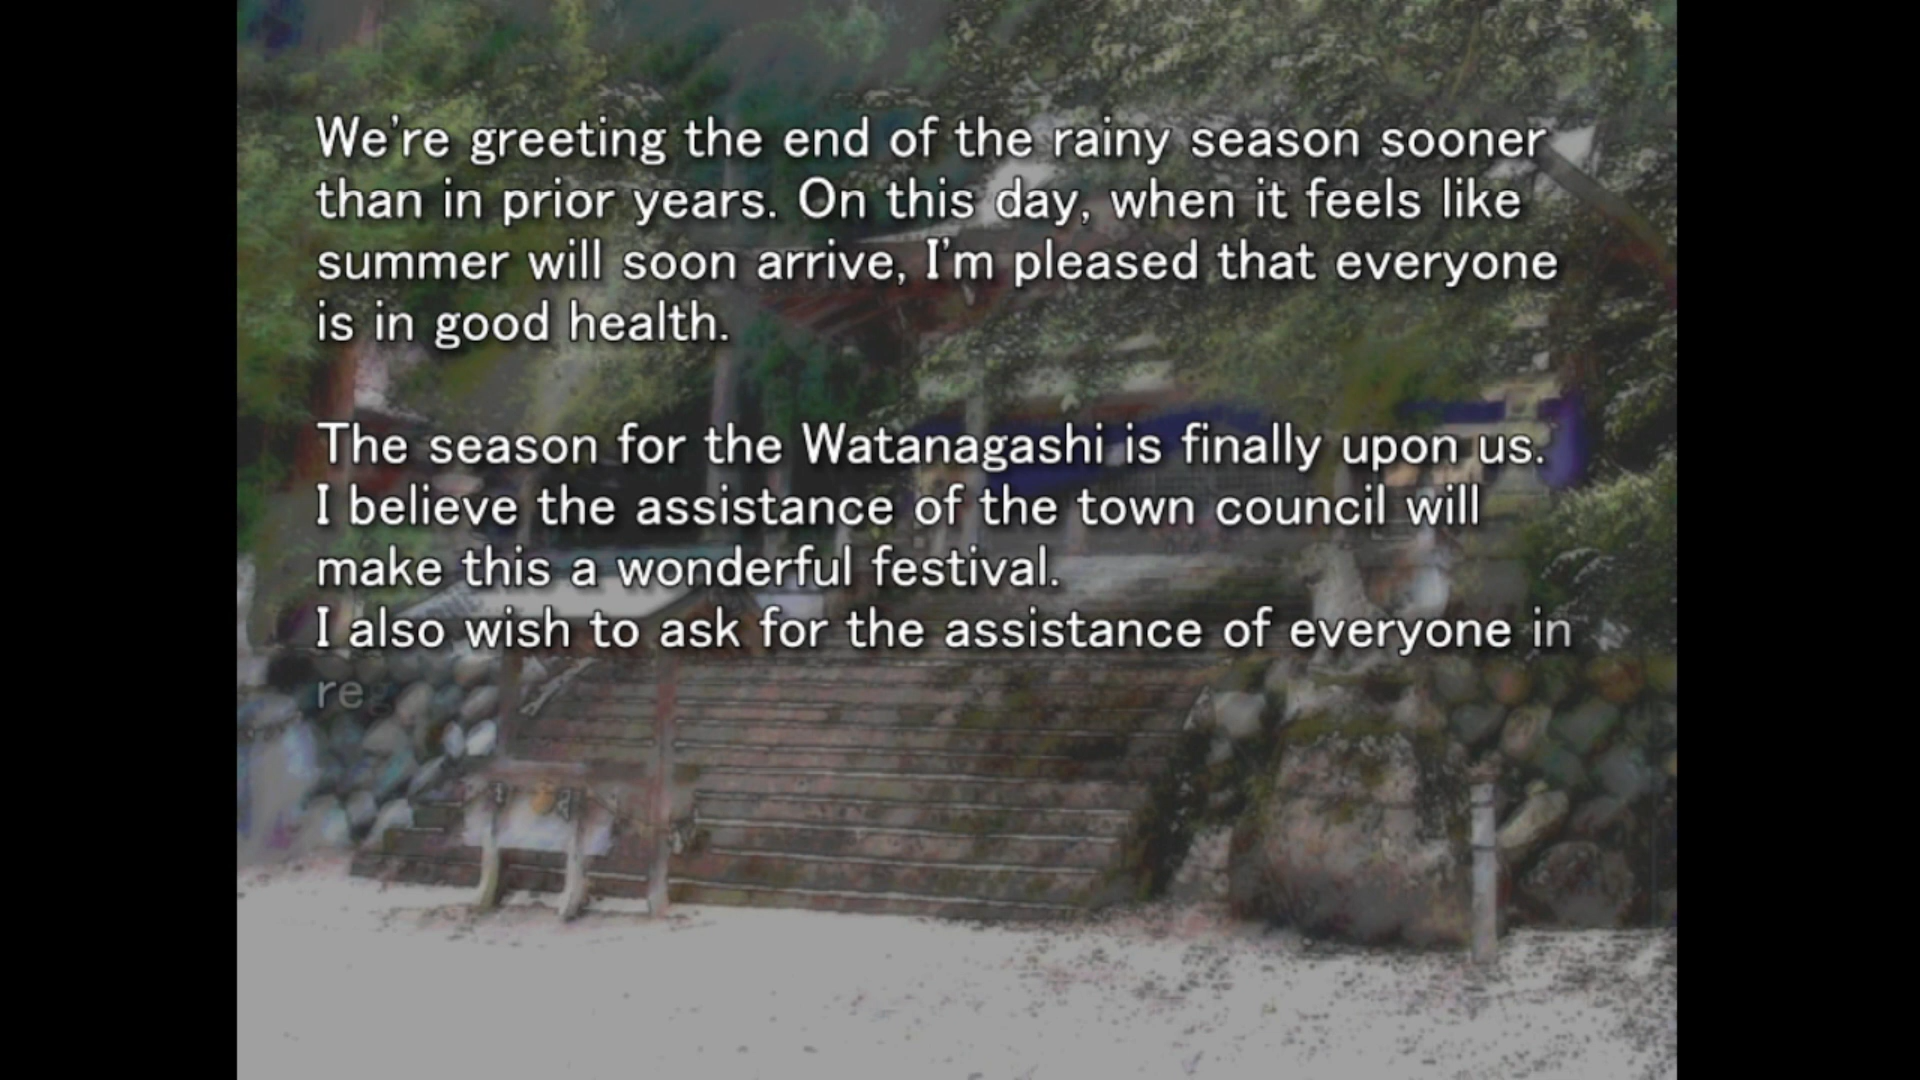 We're greeting the end of the rainy season sooner
than in prior years. On this day, when it feels like
summer will soon arrive, I'm pleased that everyone
is in good health.
The season for the Watanagashi is finally upon us.
I believe the assistance of the town council will
make this a wonderful festival.
I also wish to ask for the assistance of everyone in
reg